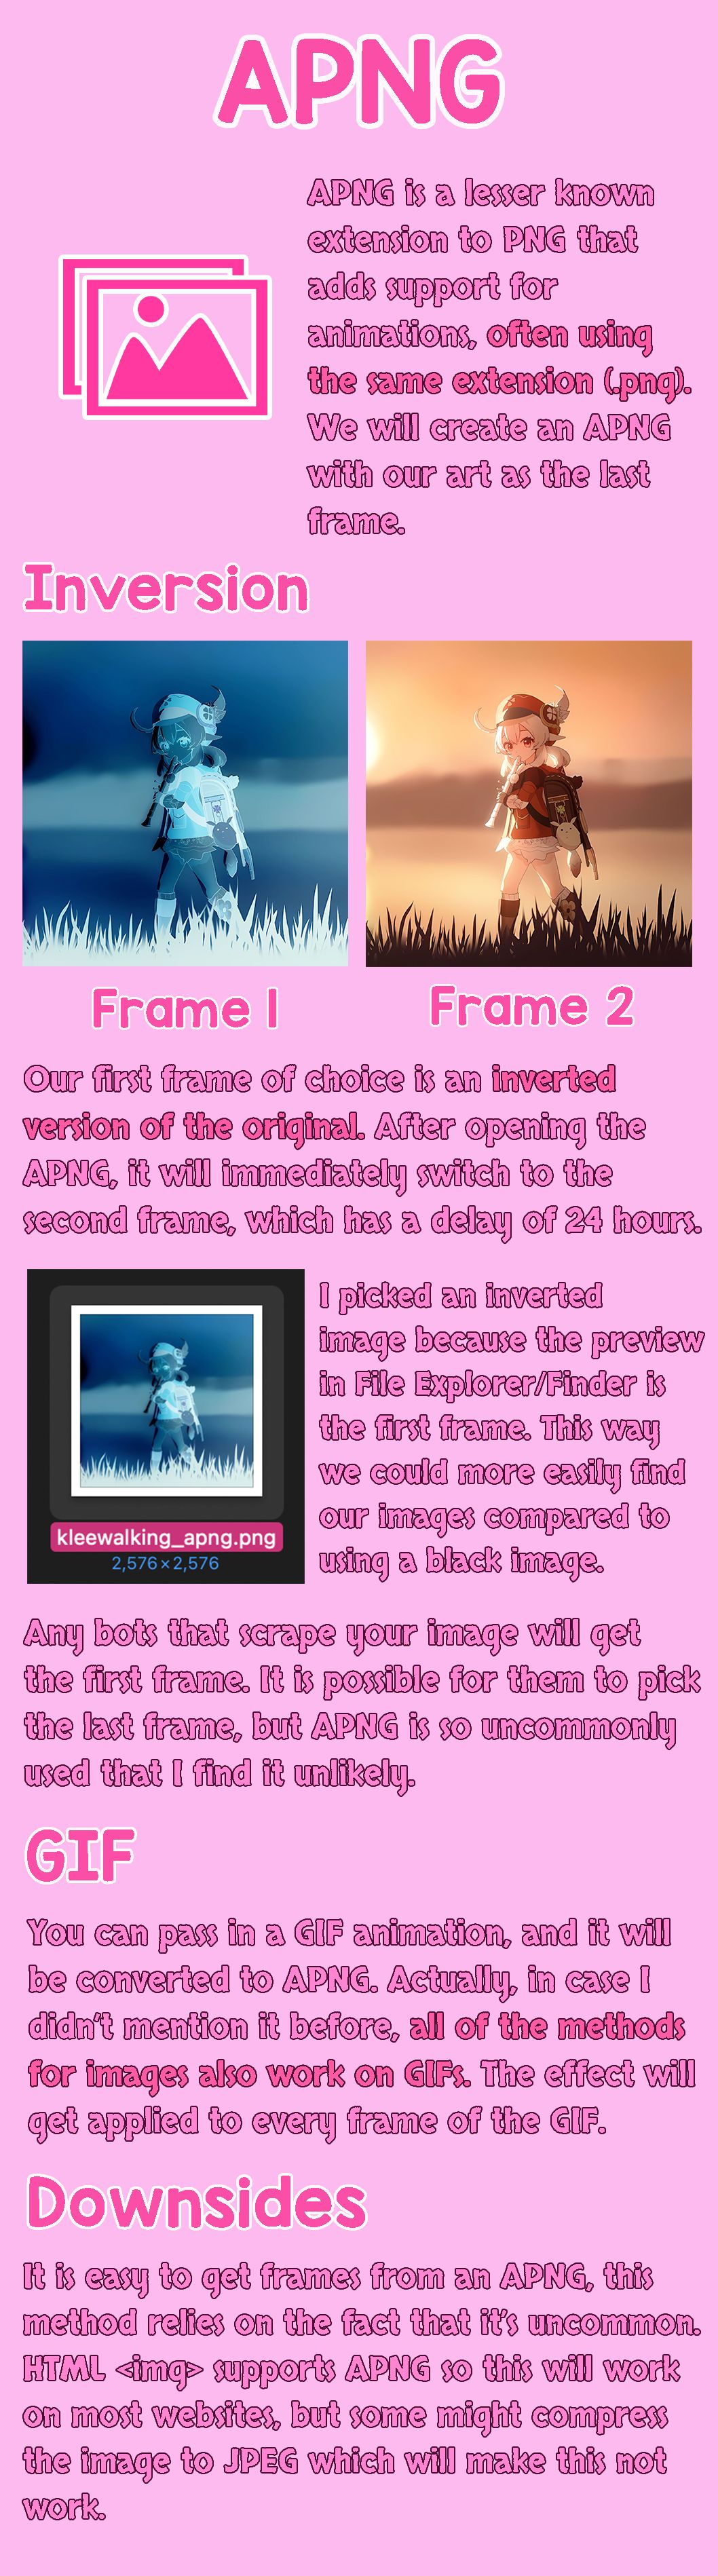 APNG
APNG is a lesser known
extension to PNG that
adds support for
animations, often using
the same extension (.png).
We will create an APNG
with our art as the last
frame.
Inversion
Frame 1
Frame 2
Our first frame of choice is an inverted
version of the original. After opening the
APNG, it will immediately switch to the
second frame, which has a delay of 24 hours.
I picked an inverted
image because the preview
in File Explorer/Finder is
the first frame. This way
we could more easily find
our images compared to
using a black image.
kleewalking_apng.png
2,576×2,576
Any bots that scrape your image will get
the first frame. It is possible for them to pick
the last frame, but APNG is so uncommonly
used that I find it unlikely.
GIF
You can pass in a GIF animation, and it will
be converted to APNG. Actually, in case I
didn't mention it before, all of the methods
for images also work on GIFs. The effect will
get applied to every frame of the GIF.
Downsides
It is easy to get frames from an APNG, this
method relies on the fact that it's uncommon.
HTML <img> supports APNG so this will work
on most websites, but some might compress
the image to JPEG which will make this not
work.